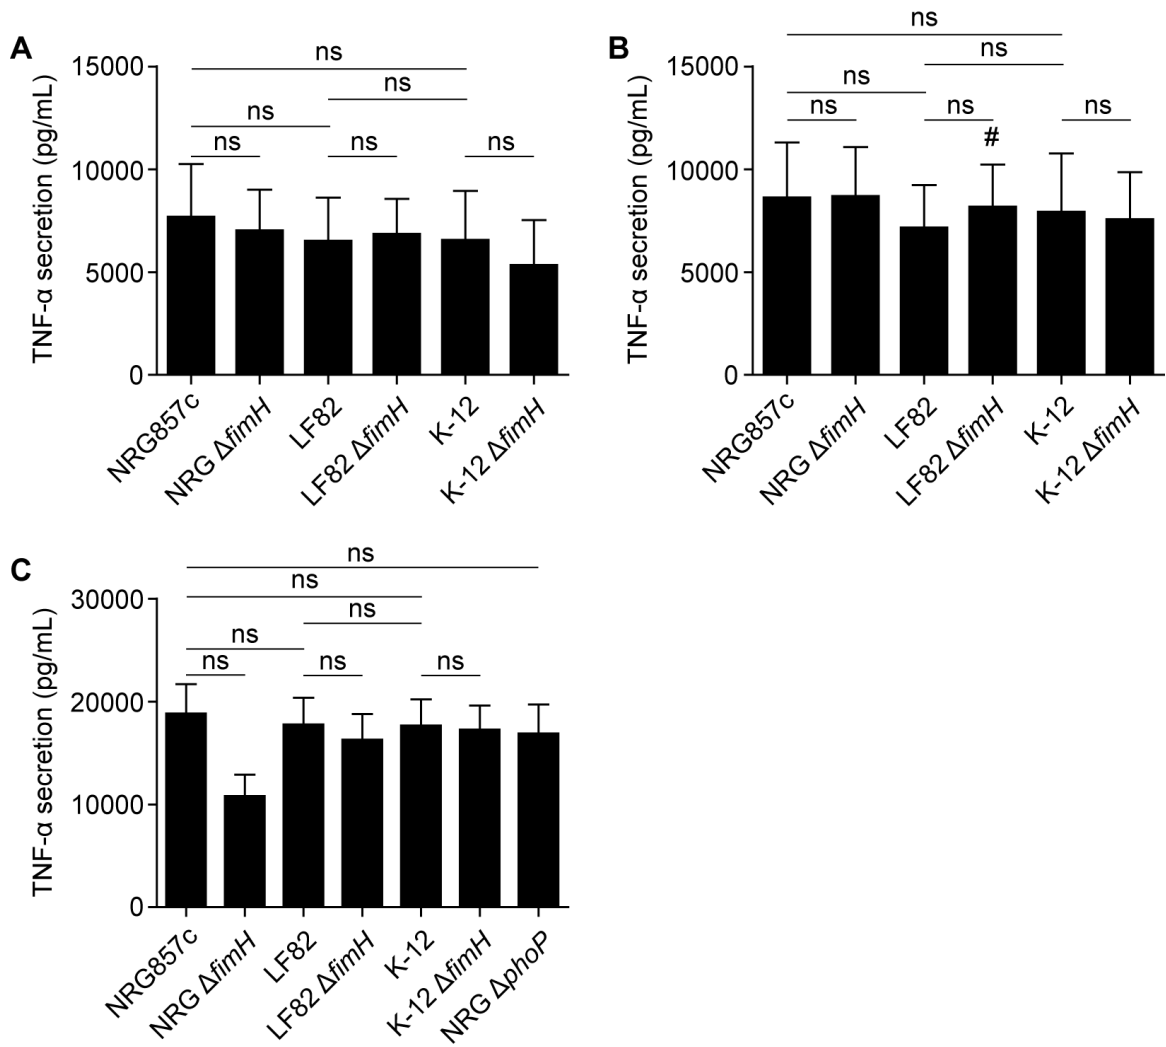 A
TNF-α secretion (pg/mL)
15000
10000
5000
0
ns
ns
ns
ns
ns
ns
NRG857c
NRG ΔfimH
LF82
LF82 ΔfimH
K-12
K-12 ΔfimH
B
TNF-α secretion (pg/mL)
15000
10000
5000
0
ns
ns
ns
ns
ns
ns
#
NRG857c
NRG ΔfimH
LF82
LF82 ΔfimH
K-12
K-12 ΔfimH
C
TNF-α secretion (pg/mL)
30000
20000
10000
0
ns
ns
ns
ns
ns
ns
ns
NRG857c
NRG ΔfimH
LF82
LF82 ΔfimH
K-12
K-12 ΔfimH
NRG ΔphoP